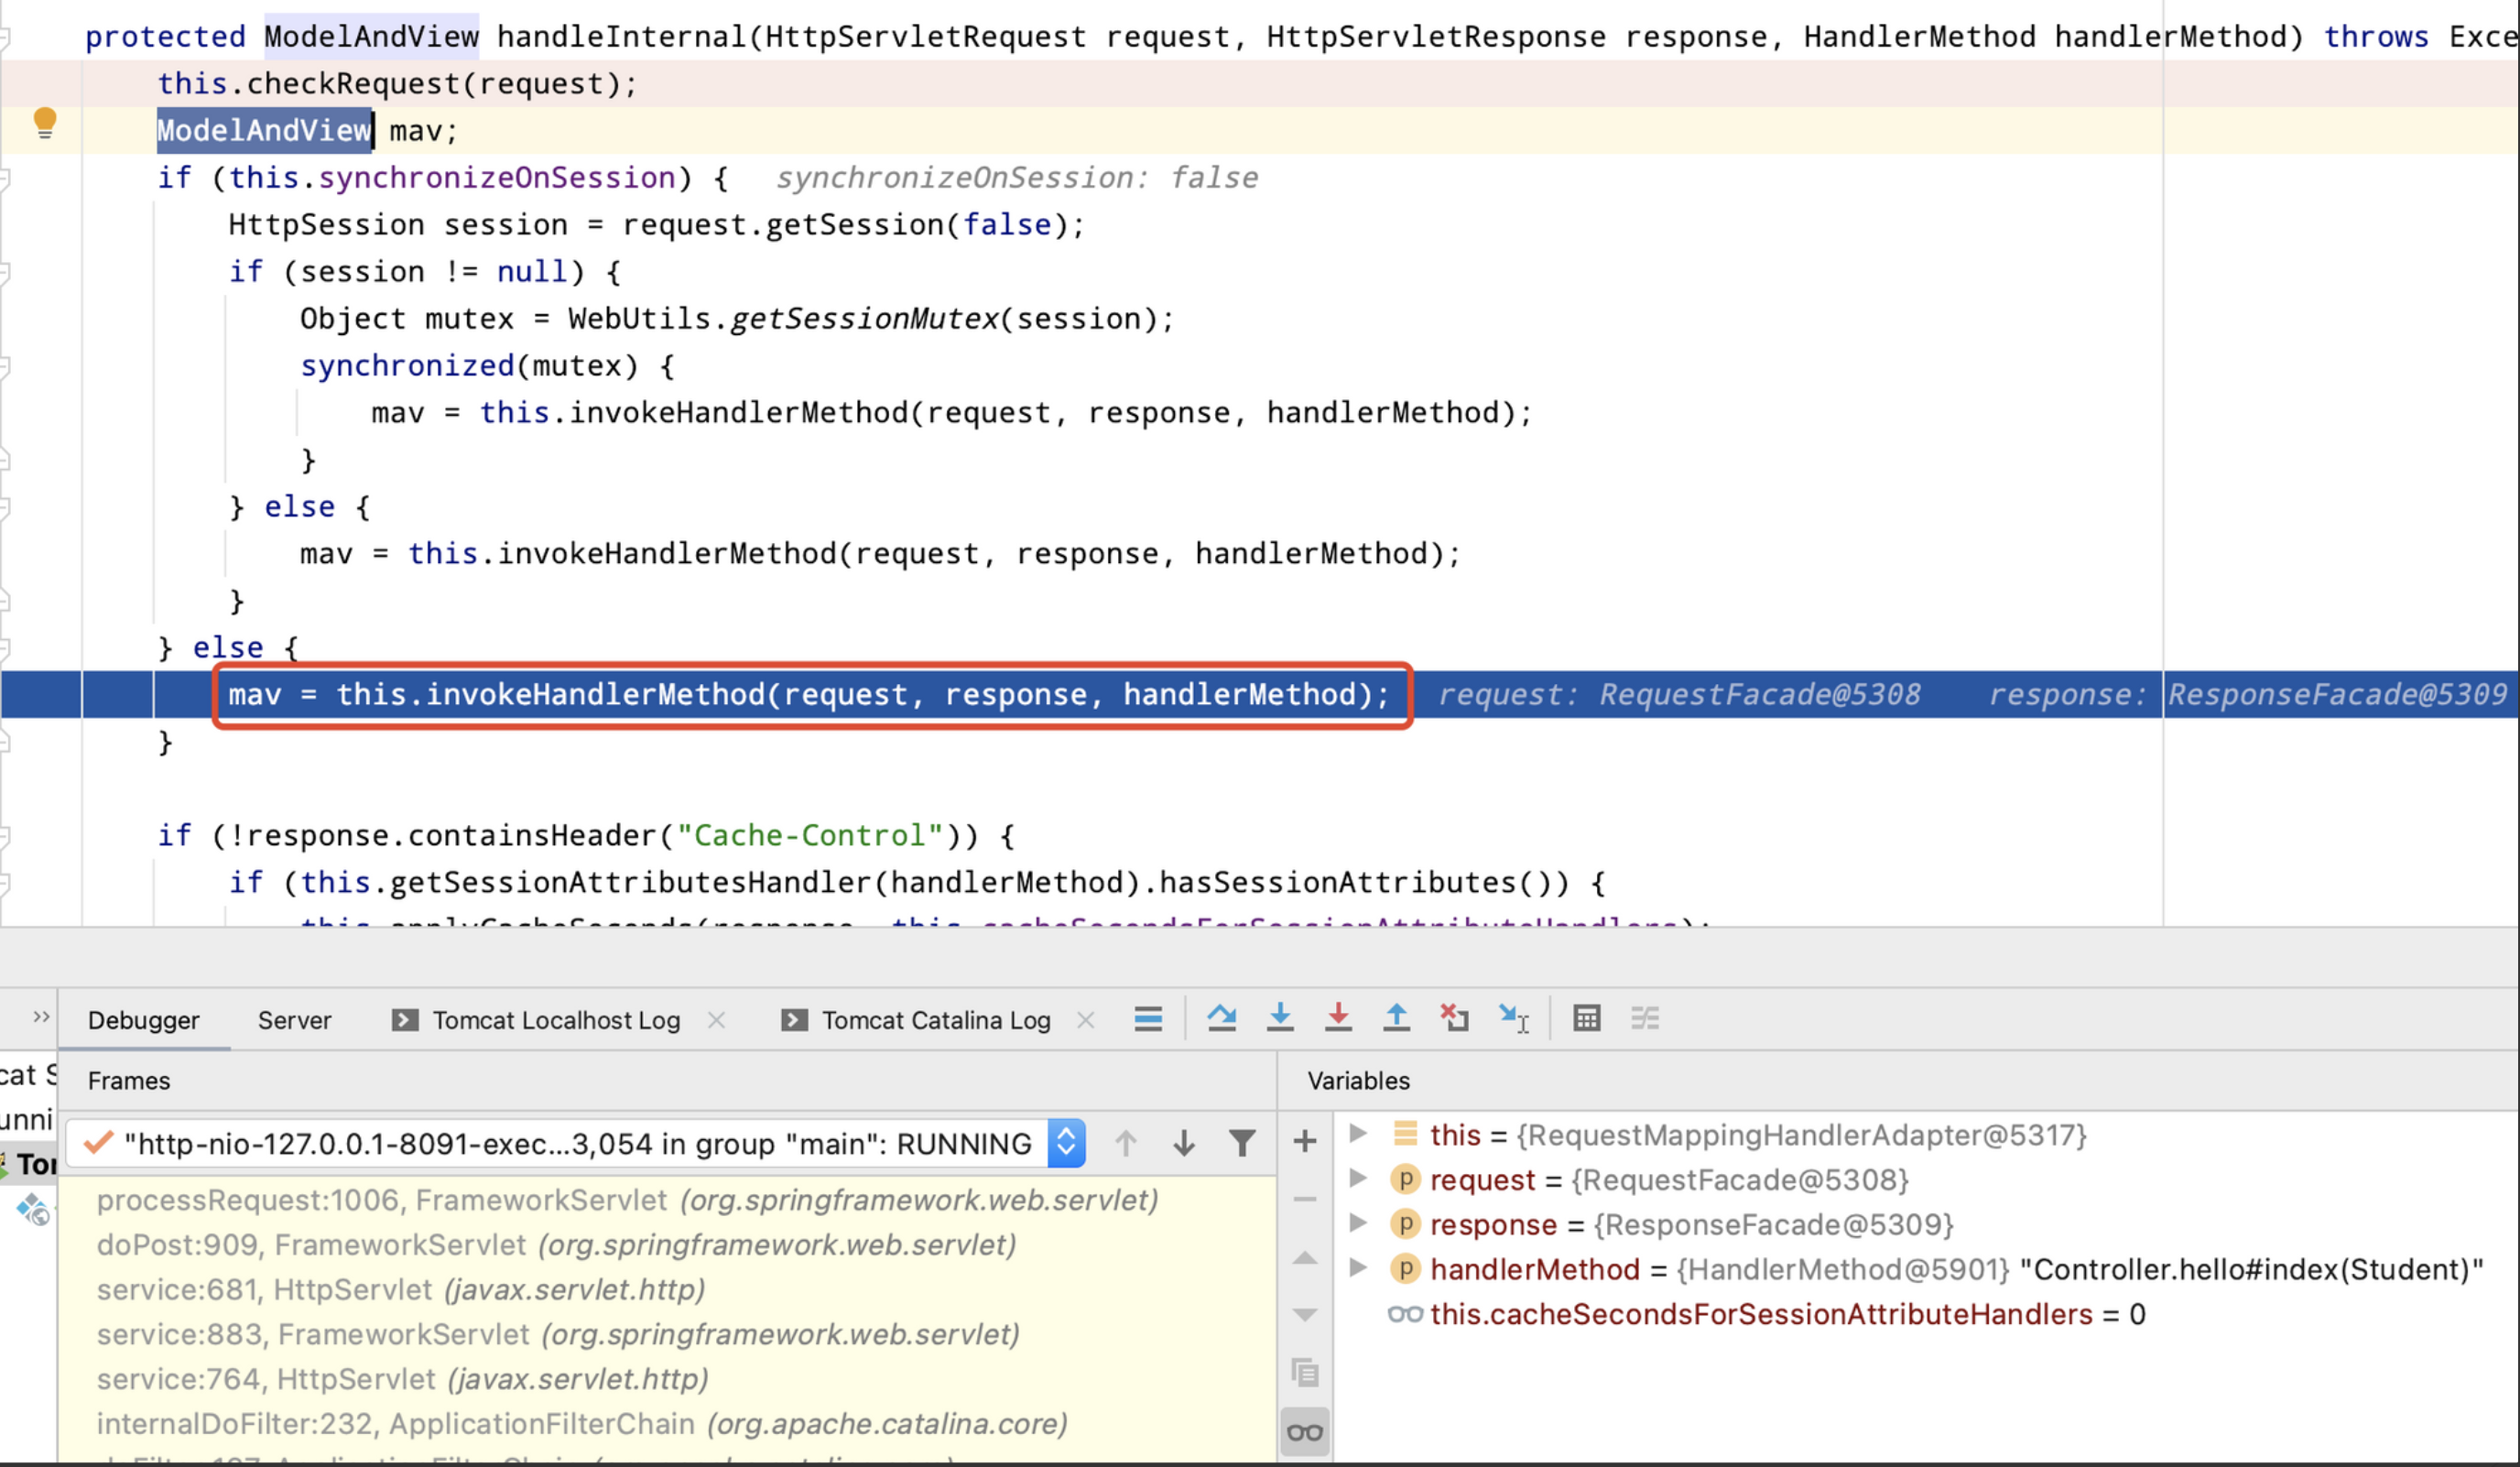 protected ModelAndView handleInternal(HttpServletRequest request, HttpServletResponse response, HandlerMethod handlerMethod) throws Exce
this.checkRequest(request);
ModelAndView mav;
if (this.synchronizeOnSession) { synchronizeOnSession: false
HttpSession session = request.getSession(false);
if (session != null) {
Object mutex = WebUtils.getSessionMutex(session);
synchronized(mutex) {
mav = this.invokeHandlerMethod(request, response, handlerMethod);
}
} else {
mav = this.invokeHandlerMethod(request, response, handlerMethod);
}
} else {
mav = this.invokeHandlerMethod(request, response, handlerMethod); request: RequestFacade@5308 response: ResponseFacade@5309
}
if (!response.containsHeader("Cache-Control")) {
if (this.getSessionAttributesHandler(handlerMethod).hasSessionAttributes()) {
this.applyCacheSeconds(response, this.cacheSecondsForSessionAttributeHandlers);
Debugger Server Tomcat Localhost Log Tomcat Catalina Log
cat S
unni
Tor
Frames
"http-nio-127.0.0.1-8091-exec...3,054 in group "main": RUNNING
processRequest:1006, FrameworkServlet (org.springframework.web.servlet)
doPost:909, FrameworkServlet (org.springframework.web.servlet)
service:681, HttpServlet (javax.servlet.http)
service:883, FrameworkServlet (org.springframework.web.servlet)
service:764, HttpServlet (javax.servlet.http)
internalDoFilter:232, ApplicationFilterChain (org.apache.catalina.core)
Variables
this = {RequestMappingHandlerAdapter@5317}
p request = {RequestFacade@5308}
p response = {ResponseFacade@5309}
p handlerMethod = {HandlerMethod@5901} "Controller.hello#index(Student)"
this.cacheSecondsForSessionAttributeHandlers = 0